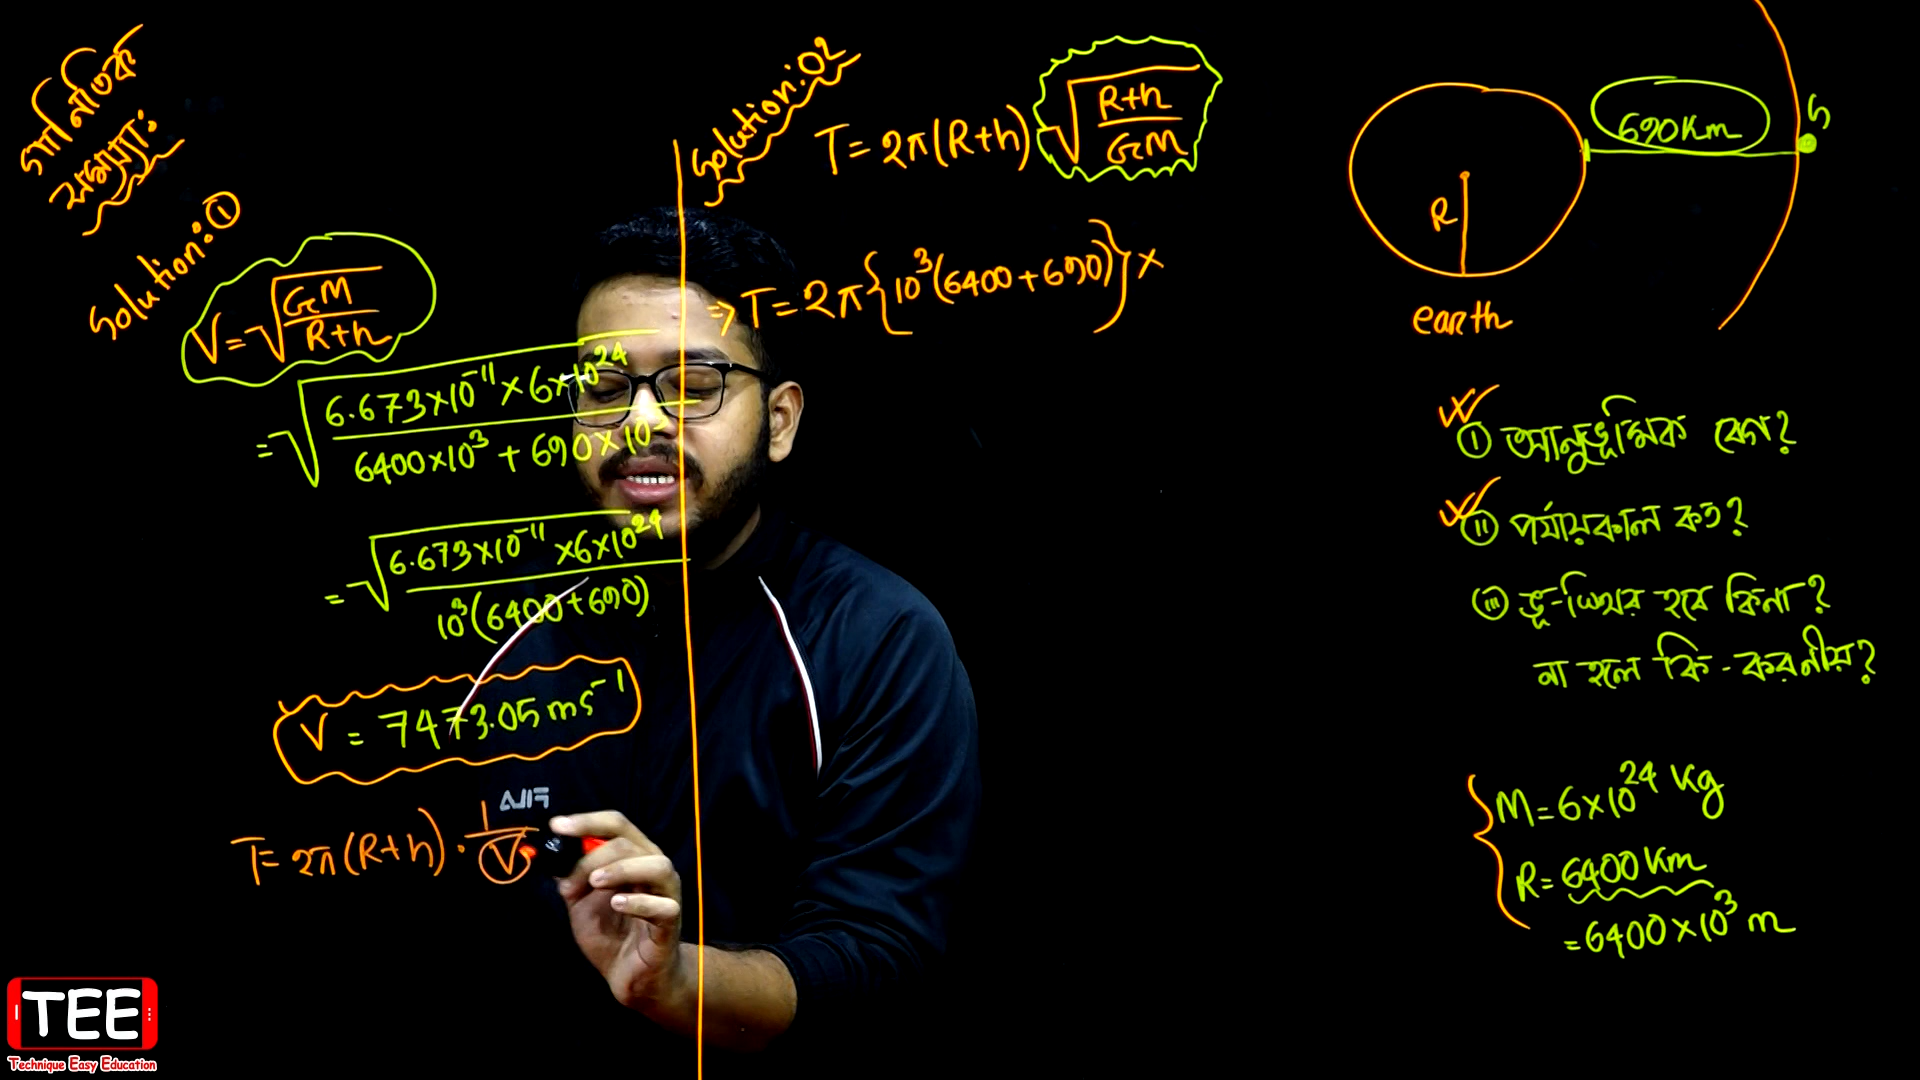 গানিতিক
সমস্যা:
Solution: ①
V = √(GM / R+h)
= √(6.673×10⁻¹¹ × 6×10²⁴ / 6400×10³ + 690×10³)
= √(6.673×10⁻¹¹ ×6×10²⁴ / 10³(6400+690))
V = 7473.05 ms⁻¹
T = 2π(R+h) · 1/V
FILA
Solution: 02
T = 2π(R+h) √(R+h / GM)
=> T = 2π{10³(6400+690)} ×
690 Km
S
R
earth
① আনুভূমিক বেগ?
② পর্যায়কাল কত?
③ ভূ-স্থির হবে কিনা?
না হলে কি - করনীয়?
M = 6×10²⁴ kg
R = 6400 Km
= 6400×10³ m
TEE
Technique Easy Education